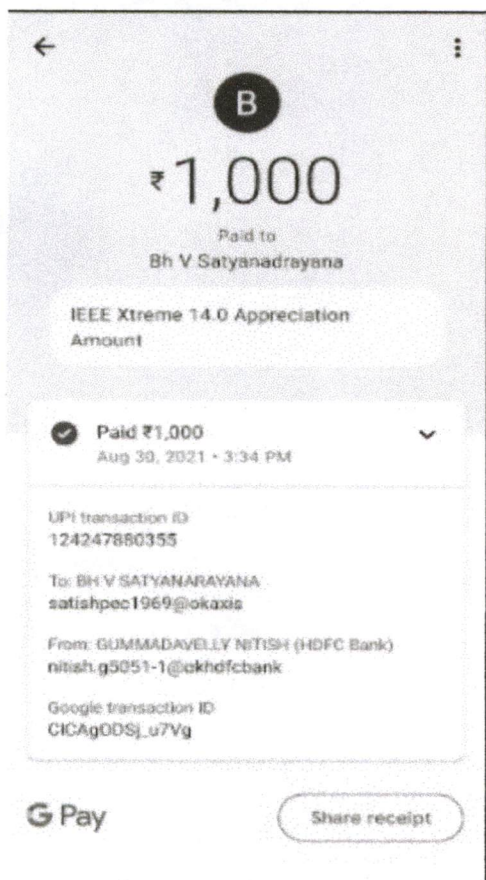 B
₹1,000
Paid to
Bh V Satyanadrayana
IEEE Xtreme 14.0 Appreciation
Amount
Paid ₹1,000
Aug 30, 2021 • 3:34 PM
UPI transaction ID
124247880355
To: BH V SATYANARAYANA
satishpec1969@okaxis
From: GUMMADAVELLY NITISH (HDFC Bank)
nitish.g5051-1@okhdfcbank
Google transaction ID
CICAgODSj_u7Vg
G Pay
Share receipt